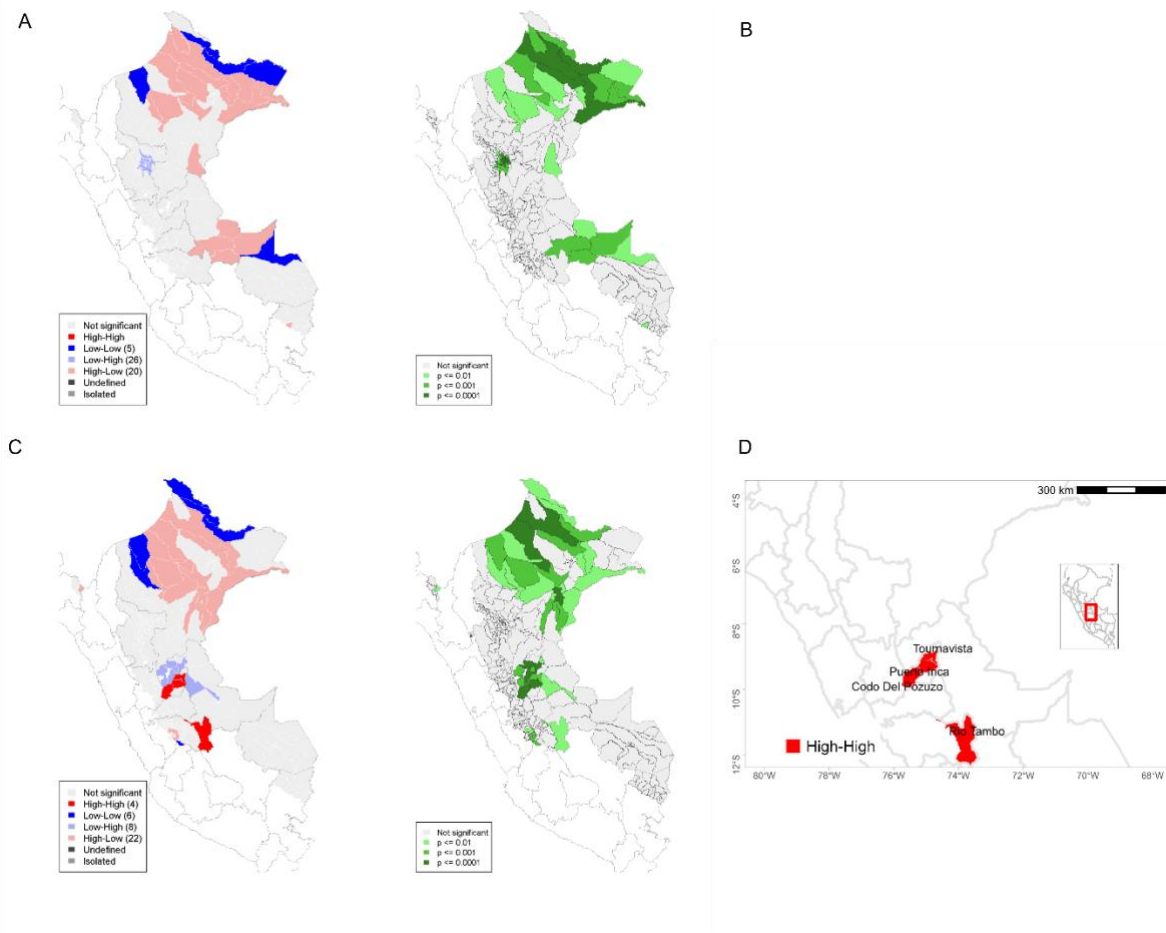 A
B
Not significant
High-High
Low-Low (5)
Low-High (26)
High-Low (20)
Undefined
Isolated
Not significant
p <= 0.01
p <= 0.001
p <= 0.0001
C
D
Not significant
High-High (4)
Low-Low (6)
Low-High (8)
High-Low (22)
Undefined
Isolated
Not significant
p <= 0.01
p <= 0.001
p <= 0.0001
300 km
4°S
6°S
8°S
10°S
12°S
Tournavista
Puerto Inca
Codo Del Pozuzo
Rio Tambo
High-High
80°W 78°W 76°W 74°W 72°W 70°W 68°W